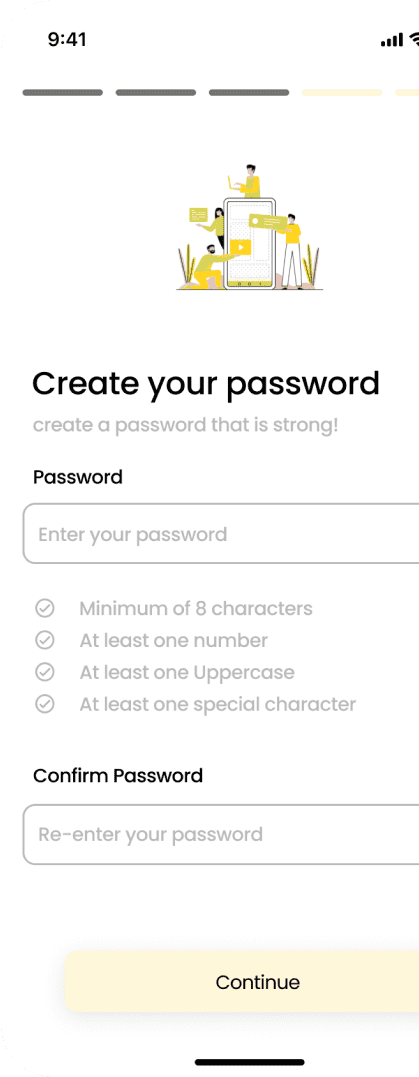 9:41
Create your password
create a password that is strong!
Password
Enter your password
Minimum of 8 characters
At least one number
At least one Uppercase
At least one special character
Confirm Password
Re-enter your password
Continue